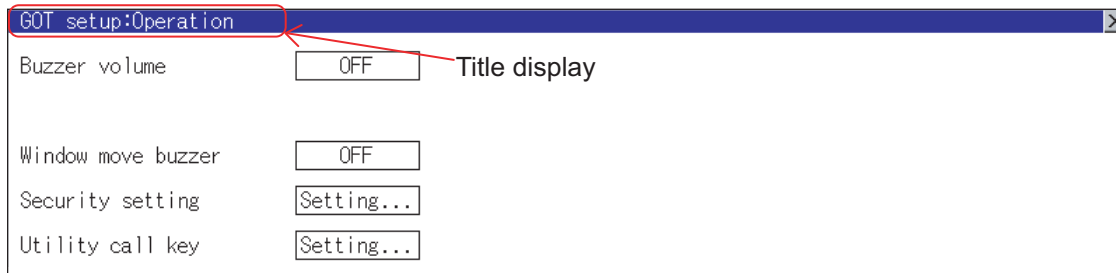 GOT setup:Operation
Buzzer volume OFF Title display
Window move buzzer OFF
Security setting Setting...
Utility call key Setting...